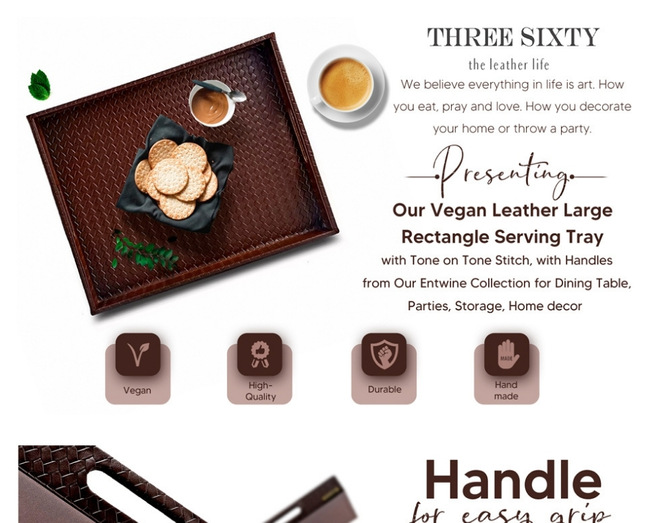 THREE SIXTY
the leather life
We believe everything in life is art. How
you eat, pray and love. How you decorate
your home or throw a party.
Presenting
Our Vegan Leather Large
Rectangle Serving Tray
with Tone on Tone Stitch, with Handles
from Our Entwine Collection for Dining Table,
Parties, Storage, Home decor
Vegan
High-
Quality
Durable
MADE
Hand
made
Handle
for easy grip